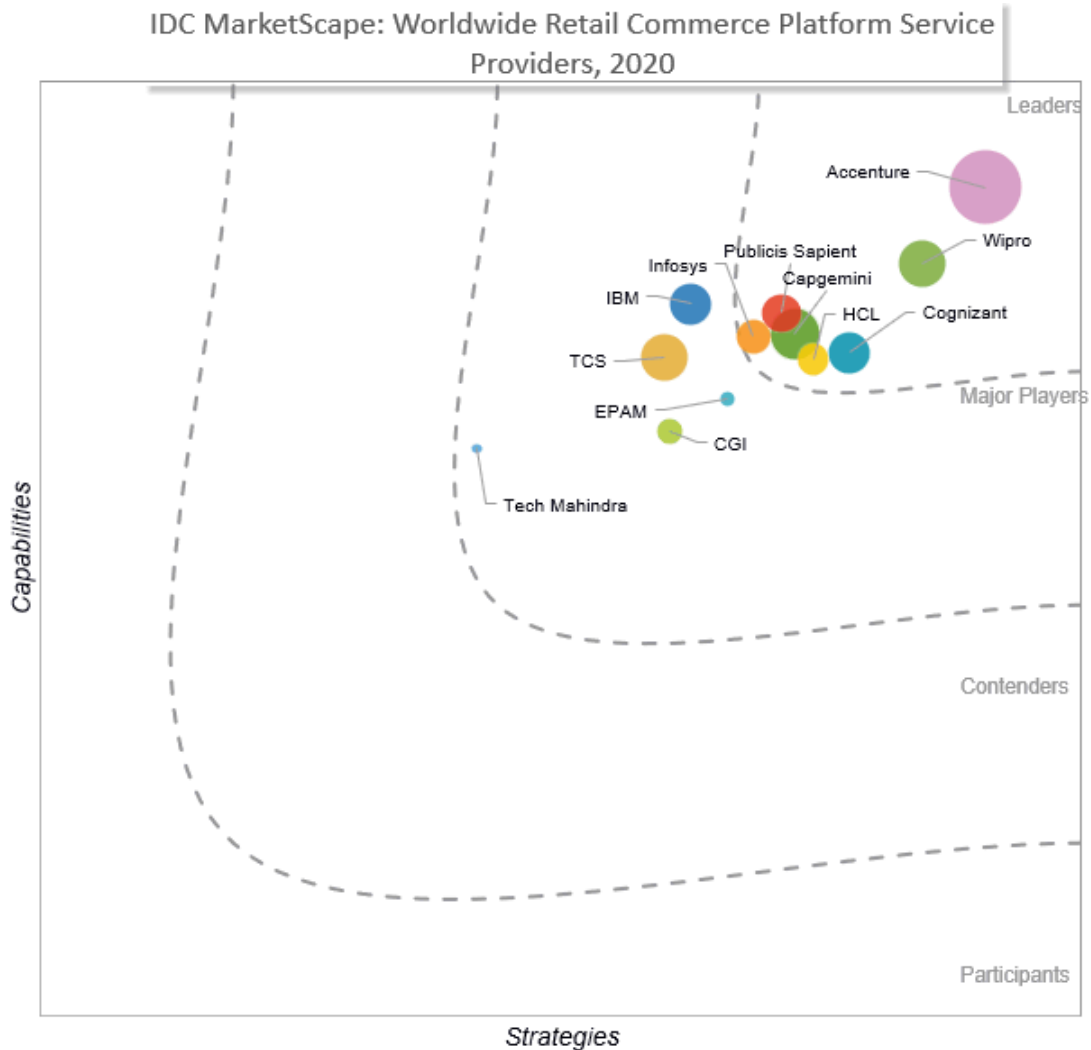 IDC MarketScape: Worldwide Retail Commerce Platform Service
Providers, 2020
Leaders
Accenture
Wipro
Publicis Sapient
Infosys
Capgemini
IBM
HCL
Cognizant
TCS
Major Players
EPAM
CGI
Tech Mahindra
Capabilities
Contenders
Participants
Strategies